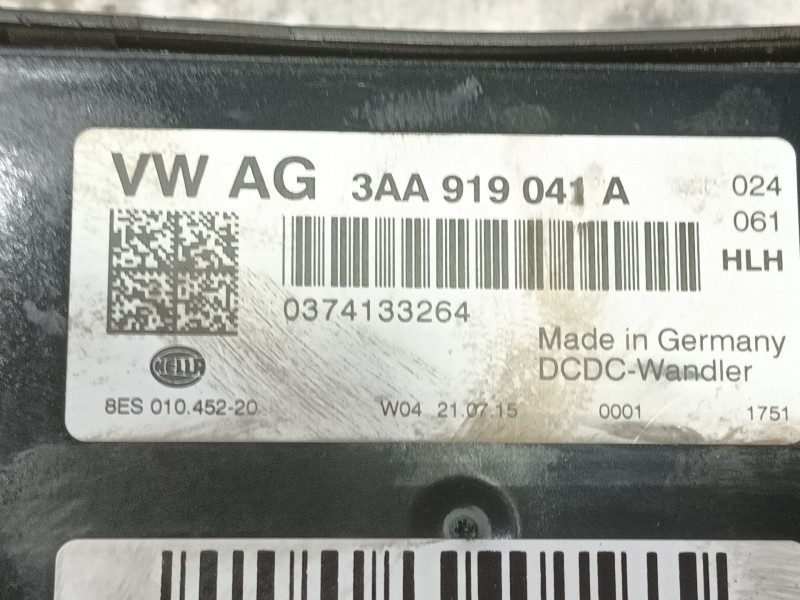 VW AG 3AA 919 041 A 024
061
HLH
0374133264
Made in Germany
HELLA DCDC-Wandler
8ES 010.452-20 W04 21.07.15 0001 1751